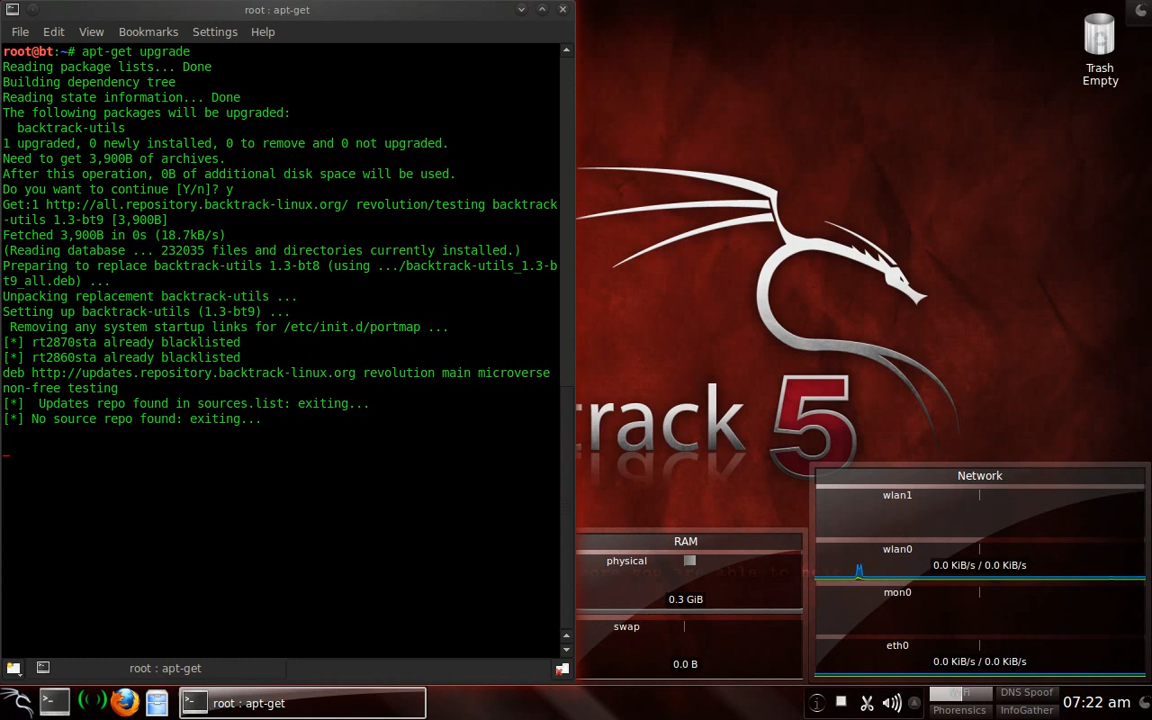 root : apt-get
File Edit View Bookmarks Settings Help
root@bt:~# apt-get upgrade
Reading package lists... Done
Building dependency tree
Reading state information... Done
The following packages will be upgraded:
backtrack-utils
1 upgraded, 0 newly installed, 0 to remove and 0 not upgraded.
Need to get 3,900B of archives.
After this operation, 0B of additional disk space will be used.
Do you want to continue [Y/n]? y
Get:1 http://all.repository.backtrack-linux.org/ revolution/testing backtrack
-utils 1.3-bt9 [3,900B]
Fetched 3,900B in 0s (18.7kB/s)
(Reading database ... 232035 files and directories currently installed.)
Preparing to replace backtrack-utils 1.3-bt8 (using .../backtrack-utils_1.3-b
t9_all.deb) ...
Unpacking replacement backtrack-utils ...
Setting up backtrack-utils (1.3-bt9) ...
Removing any system startup links for /etc/init.d/portmap ...
[*] rt2870sta already blacklisted
[*] rt2860sta already blacklisted
deb http://updates.repository.backtrack-linux.org revolution main microverse
non-free testing
[*]  Updates repo found in sources.list: exiting...
[*] No source repo found: exiting...
root : apt-get
Trash
Empty
track 5
RAM
physical
0.3 GiB
swap
0.0 B
Network
wlan1
wlan0
0.0 KiB/s / 0.0 KiB/s
mon0
eth0
0.0 KiB/s / 0.0 KiB/s
root : apt-get
DNS Spoof
Phorensics InfoGather
07:22 am